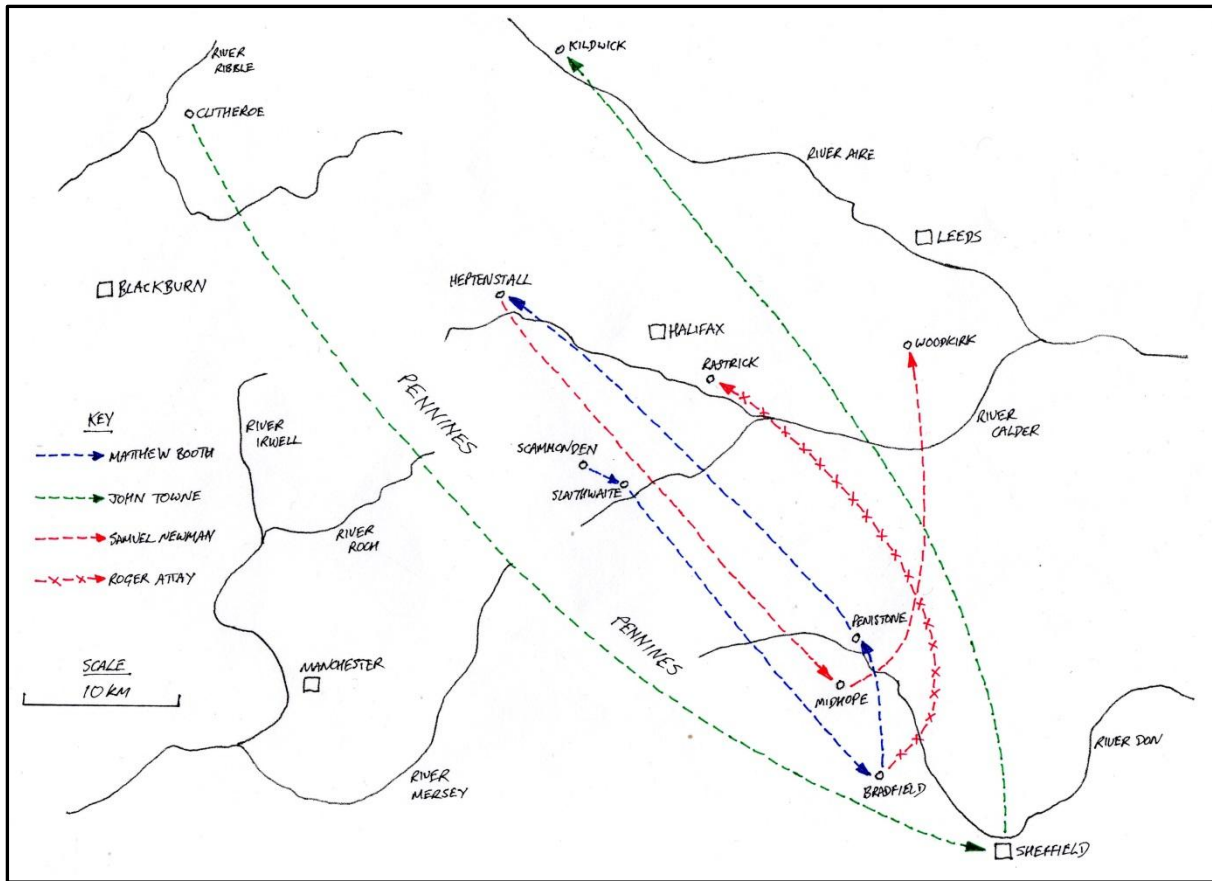 KILDWICK
RIVER
RIBBLE
CLITHEROE
RIVER AIRE
LEEDS
HEPTENSTALL
BLACKBURN
HALIFAX
WOODKIRK
RASTRICK
PENNINES
KEY
RIVER
IRWELL
RIVER
CALDER
MATTHEW BOOTH
SCAMMONDEN
SLAITHWAITE
JOHN TOWNE
SAMUEL NEWMAN
RIVER
ROCH
ROGER ATTAY
PENNINES
PENISTONE
SCALE
10 KM
MANCHESTER
MIDHOPE
RIVER DON
RIVER
MERSEY
BRADFIELD
SHEFFIELD